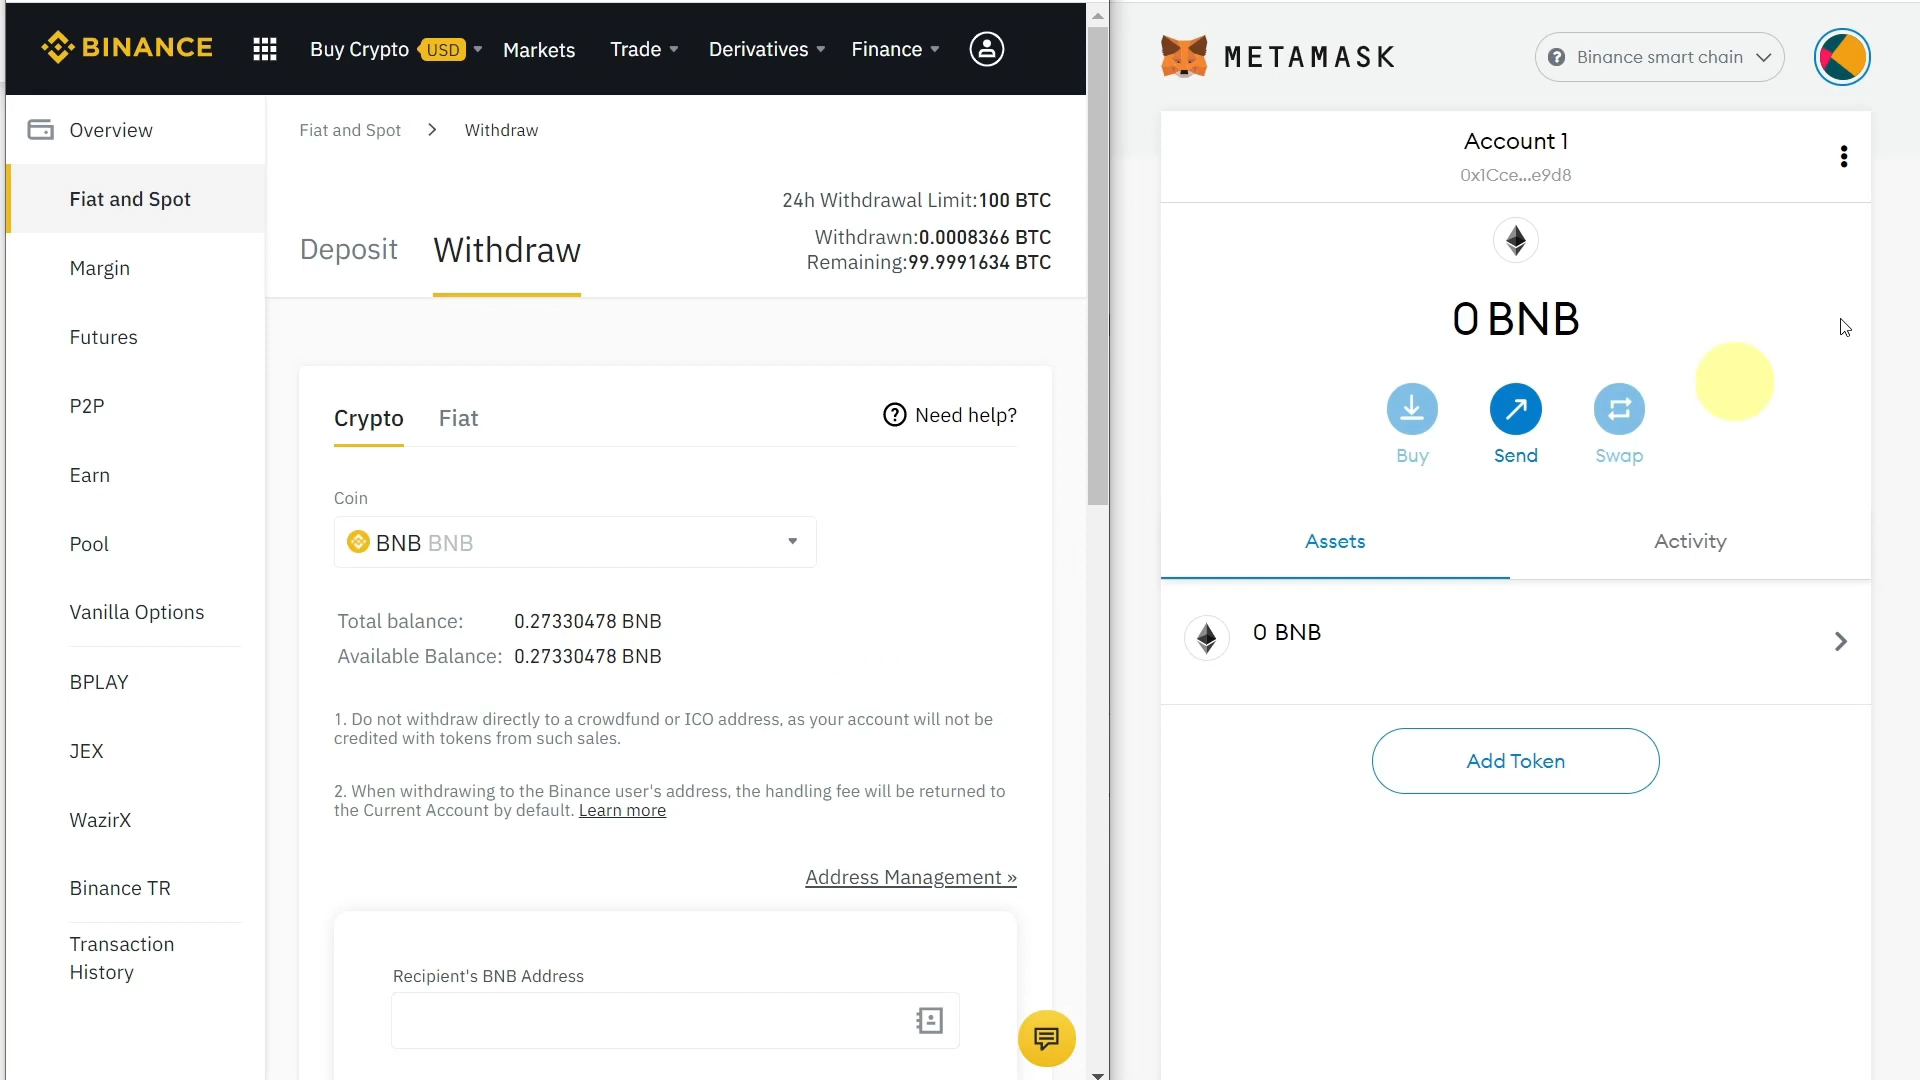 BINANCE
Buy Crypto USD
Markets
Trade
Derivatives
Finance
Overview
Fiat and Spot
Margin
Futures
P2P
Earn
Pool
Vanilla Options
BPLAY
JEX
WazirX
Binance TR
Transaction
History
Fiat and Spot > Withdraw
Deposit
Withdraw
24h Withdrawal Limit:100 BTC
Withdrawn:0.0008366 BTC
Remaining:99.9991634 BTC
Crypto
Fiat
? Need help?
Coin
BNB BNB
Total balance: 0.27330478 BNB
Available Balance: 0.27330478 BNB
1. Do not withdraw directly to a crowdfund or ICO address, as your account will not be
credited with tokens from such sales.
2. When withdrawing to the Binance user's address, the handling fee will be returned to
the Current Account by default. Learn more
Address Management »
Recipient's BNB Address
METAMASK
? Binance smart chain
Account 1
0x1Cce...e9d8
0 BNB
Buy
Send
Swap
Assets
Activity
0 BNB
Add Token